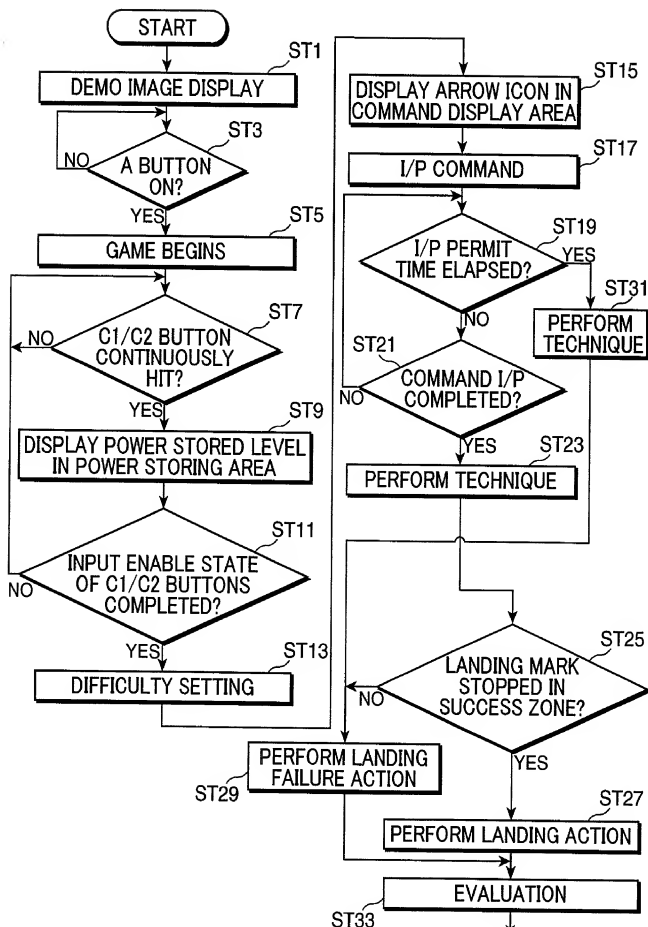 START
ST1
DEMO IMAGE DISPLAY
ST3
A BUTTON
ON?
NO
YES
ST5
GAME BEGINS
ST7
C1/C2 BUTTON
CONTINUOUSLY
HIT?
NO
YES
ST9
DISPLAY POWER STORED LEVEL
IN POWER STORING AREA
ST11
INPUT ENABLE STATE
OF C1/C2 BUTTONS
COMPLETED?
NO
YES
ST13
DIFFICULTY SETTING
ST15
DISPLAY ARROW ICON IN
COMMAND DISPLAY AREA
ST17
I/P COMMAND
ST19
I/P PERMIT
TIME ELAPSED?
YES
NO
ST31
PERFORM
TECHNIQUE
ST21
COMMAND I/P
COMPLETED?
NO
YES
ST23
PERFORM TECHNIQUE
ST25
LANDING MARK
STOPPED IN
SUCCESS ZONE?
NO
YES
PERFORM LANDING
FAILURE ACTION
ST29
ST27
PERFORM LANDING ACTION
EVALUATION
ST33